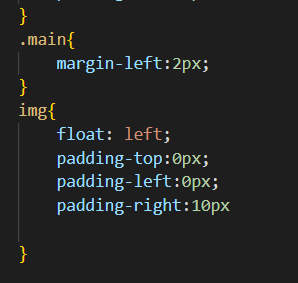 }
.main{
    margin-left:2px;
}
img{
    float: left;
    padding-top:0px;
    padding-left:0px;
    padding-right:10px
}